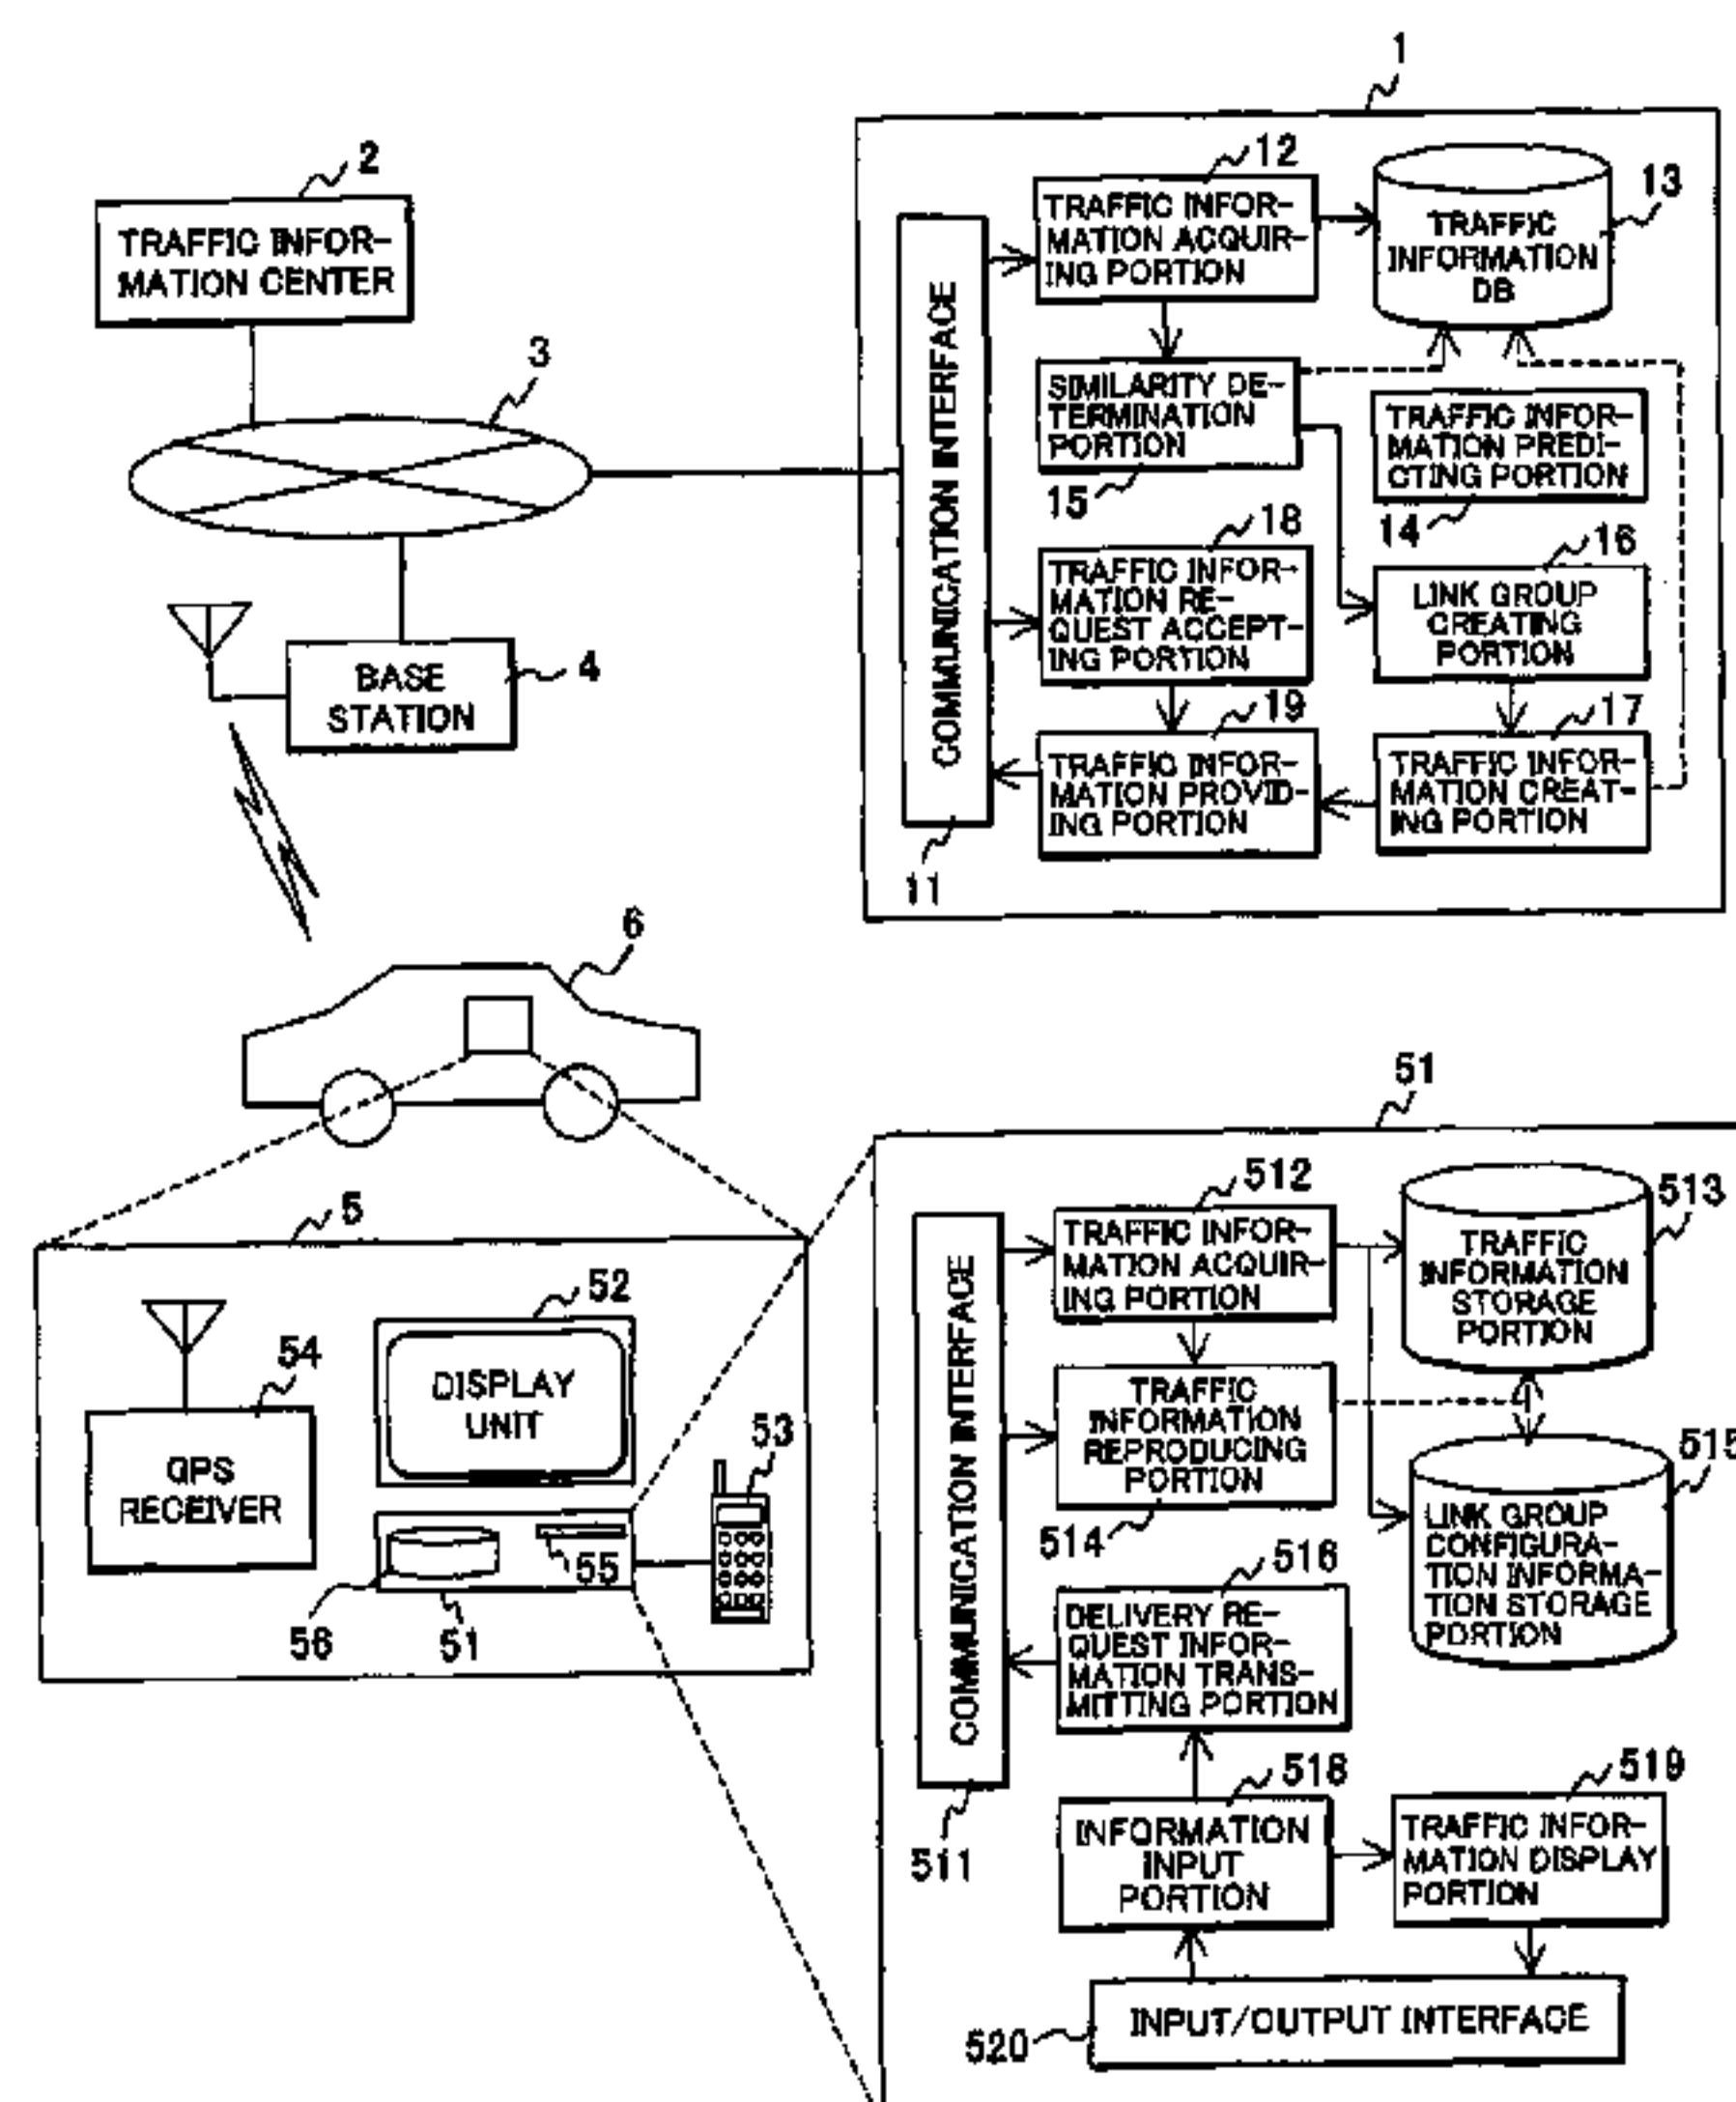 1
2
TRAFFIC INFOR-
MATION CENTER
3
BASE
STATION
4
12
TRAFFIC INFOR-
MATION ACQUIR-
ING PORTION
13
TRAFFIC
INFORMATION
DB
COMMUNICATION INTERFACE
11
SIMILARITY DE-
TERMINATION
PORTION
15
TRAFFIC INFOR-
MATION PREDI-
CTING PORTION
14
18
TRAFFIC INFOR-
MATION RE-
QUEST ACCEPT-
ING PORTION
16
LINK GROUP
CREATING
PORTION
19
TRAFFIC INFOR-
MATION PROVID-
ING PORTION
17
TRAFFIC INFOR-
MATION CREAT-
ING PORTION
6
5
54
GPS
RECEIVER
52
DISPLAY
UNIT
53
55
56
51
51
COMMUNICATION INTERFACE
511
512
TRAFFIC INFOR-
MATION ACQUIR-
ING PORTION
513
TRAFFIC
INFORMATION
STORAGE
PORTION
TRAFFIC
INFORMATION
REPRODUCING
PORTION
514
515
LINK GROUP
CONFIGURA-
TION INFORMA-
TION STORAGE
PORTION
516
DELIVERY RE-
QUEST INFOR-
MATION TRANS-
MITTING PORTION
518
INFORMATION
INPUT
PORTION
519
TRAFFIC INFOR-
MATION DISPLAY
PORTION
520
INPUT/OUTPUT INTERFACE